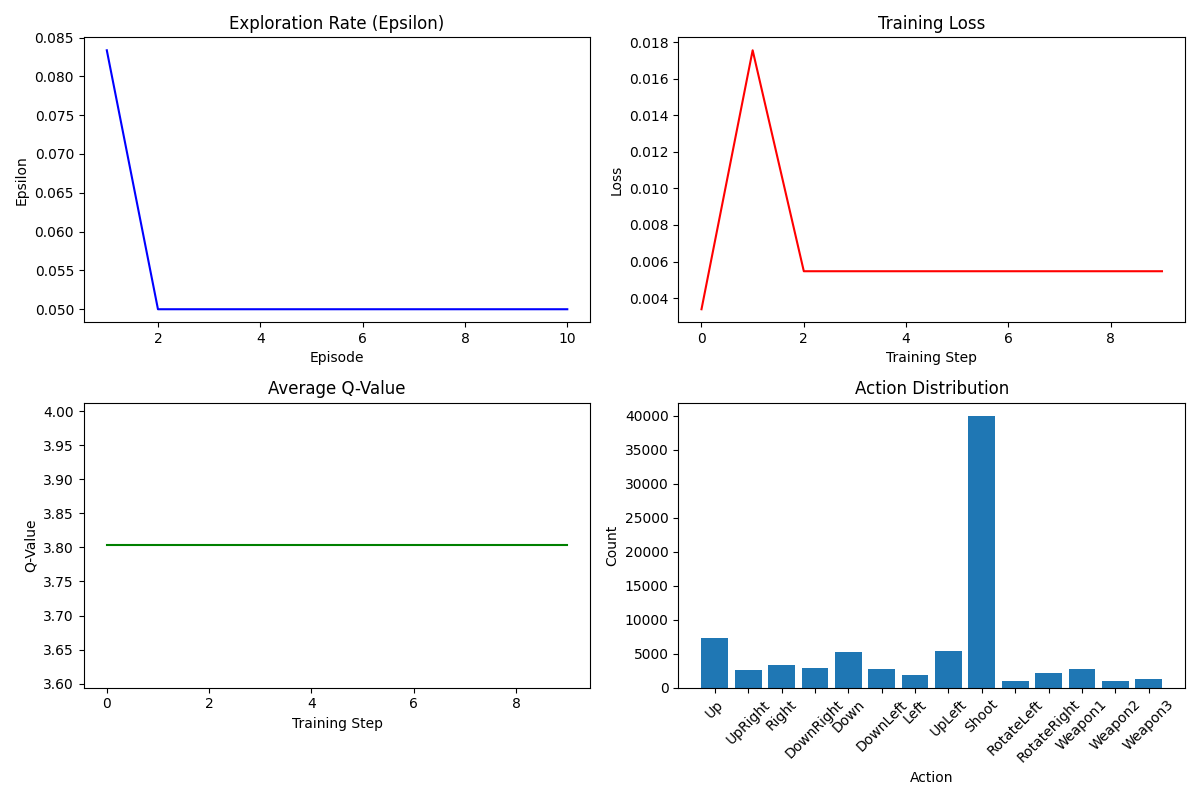 Exploration Rate (Epsilon)
0.085
0.080
0.075
0.070
0.065
0.060
0.055
0.050
Epsilon
2 4 6 8 10
Episode
Training Loss
0.018
0.016
0.014
0.012
0.010
0.008
0.006
0.004
Loss
0 2 4 6 8
Training Step
Average Q-Value
4.00
3.95
3.90
3.85
3.80
3.75
3.70
3.65
3.60
Q-Value
0 2 4 6 8
Training Step
Action Distribution
40000
35000
30000
25000
20000
15000
10000
5000
0
Count
Up
UpRight
Right
DownRight
Down
DownLeft
Left
UpLeft
Shoot
RotateLeft
RotateRight
Weapon1
Weapon2
Weapon3
Action